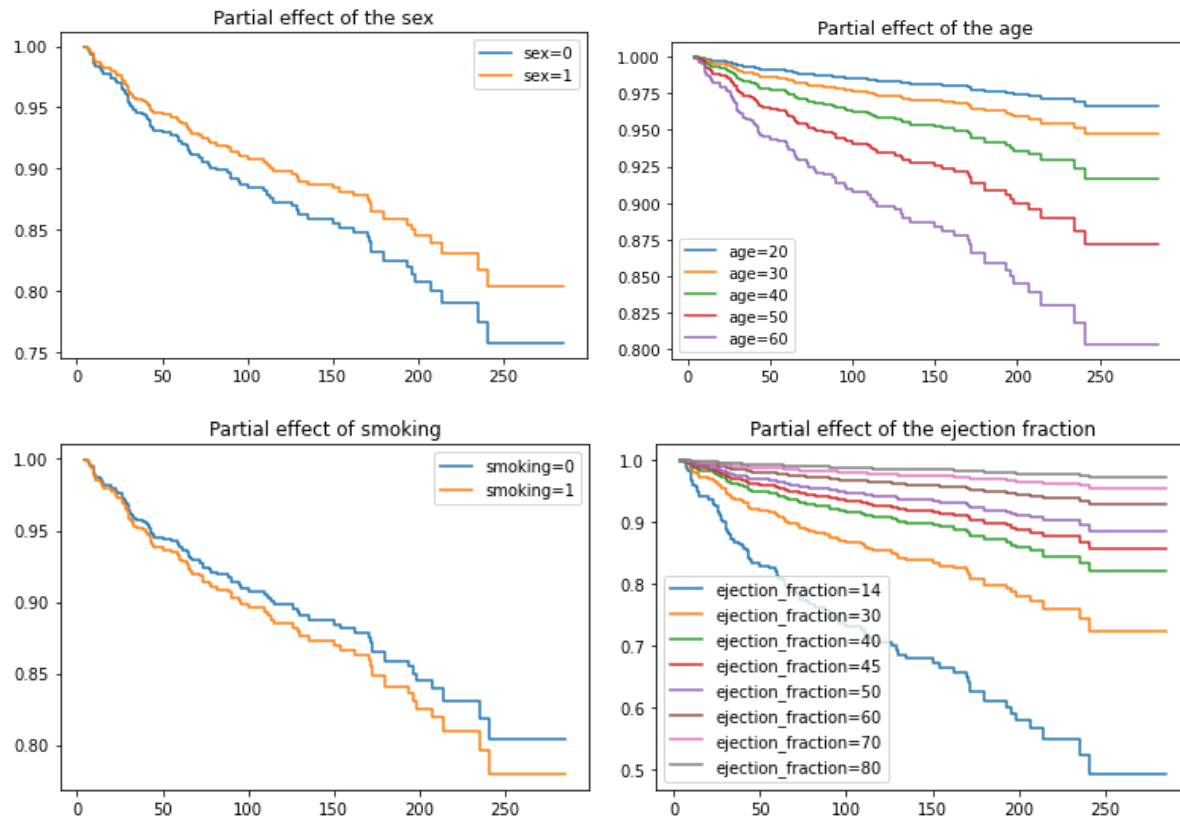 Partial effect of the sex
1.00
0.95
0.90
0.85
0.80
0.75
sex=0
sex=1
0 50 100 150 200 250
Partial effect of the age
1.000
0.975
0.950
0.925
0.900
0.875
0.850
0.825
0.800
age=20
age=30
age=40
age=50
age=60
0 50 100 150 200 250
Partial effect of smoking
1.00
0.95
0.90
0.85
0.80
smoking=0
smoking=1
0 50 100 150 200 250
Partial effect of the ejection fraction
1.0
0.9
0.8
0.7
0.6
0.5
ejection_fraction=14
ejection_fraction=30
ejection_fraction=40
ejection_fraction=45
ejection_fraction=50
ejection_fraction=60
ejection_fraction=70
ejection_fraction=80
0 50 100 150 200 250